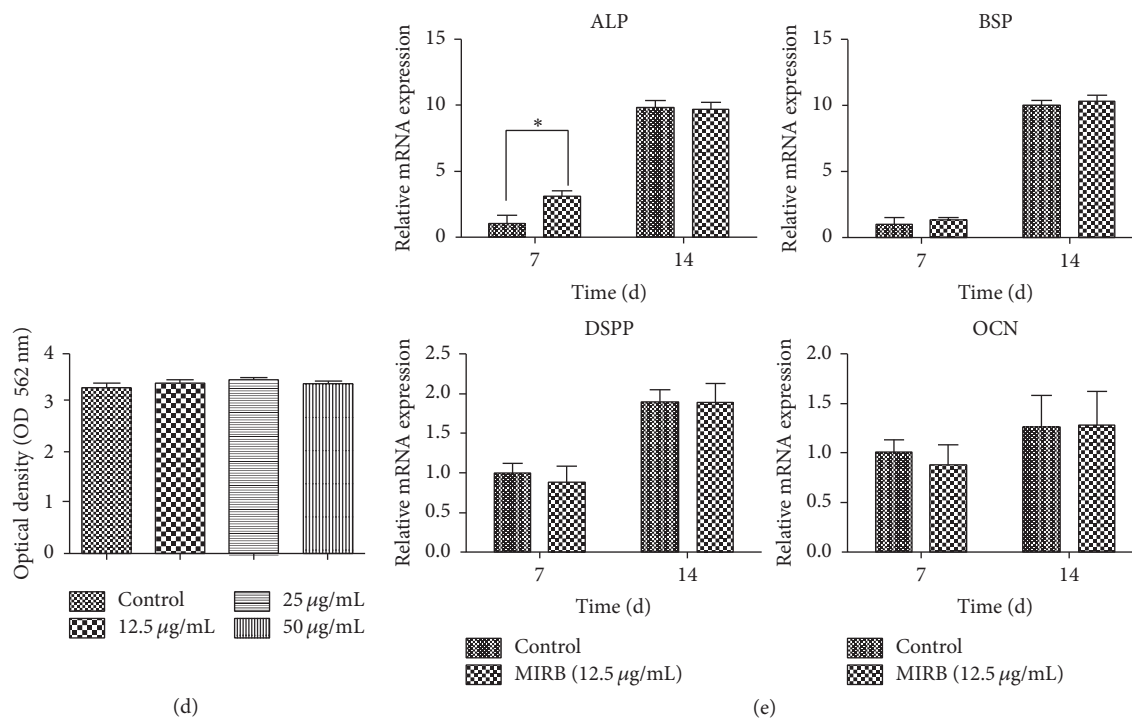 ALP
Relative mRNA expression
15
10
5
0
*
7
14
Time (d)
BSP
Relative mRNA expression
15
10
5
0
7
14
Time (d)
Optical density (OD 562 nm)
4
3
2
1
0
Control
12.5 μg/mL
25 μg/mL
50 μg/mL
(d)
DSPP
Relative mRNA expression
2.5
2.0
1.5
1.0
0.5
0.0
7
14
Time (d)
Control
MIRB (12.5 μg/mL)
OCN
Relative mRNA expression
2.0
1.5
1.0
0.5
0.0
7
14
Time (d)
Control
MIRB (12.5 μg/mL)
(e)